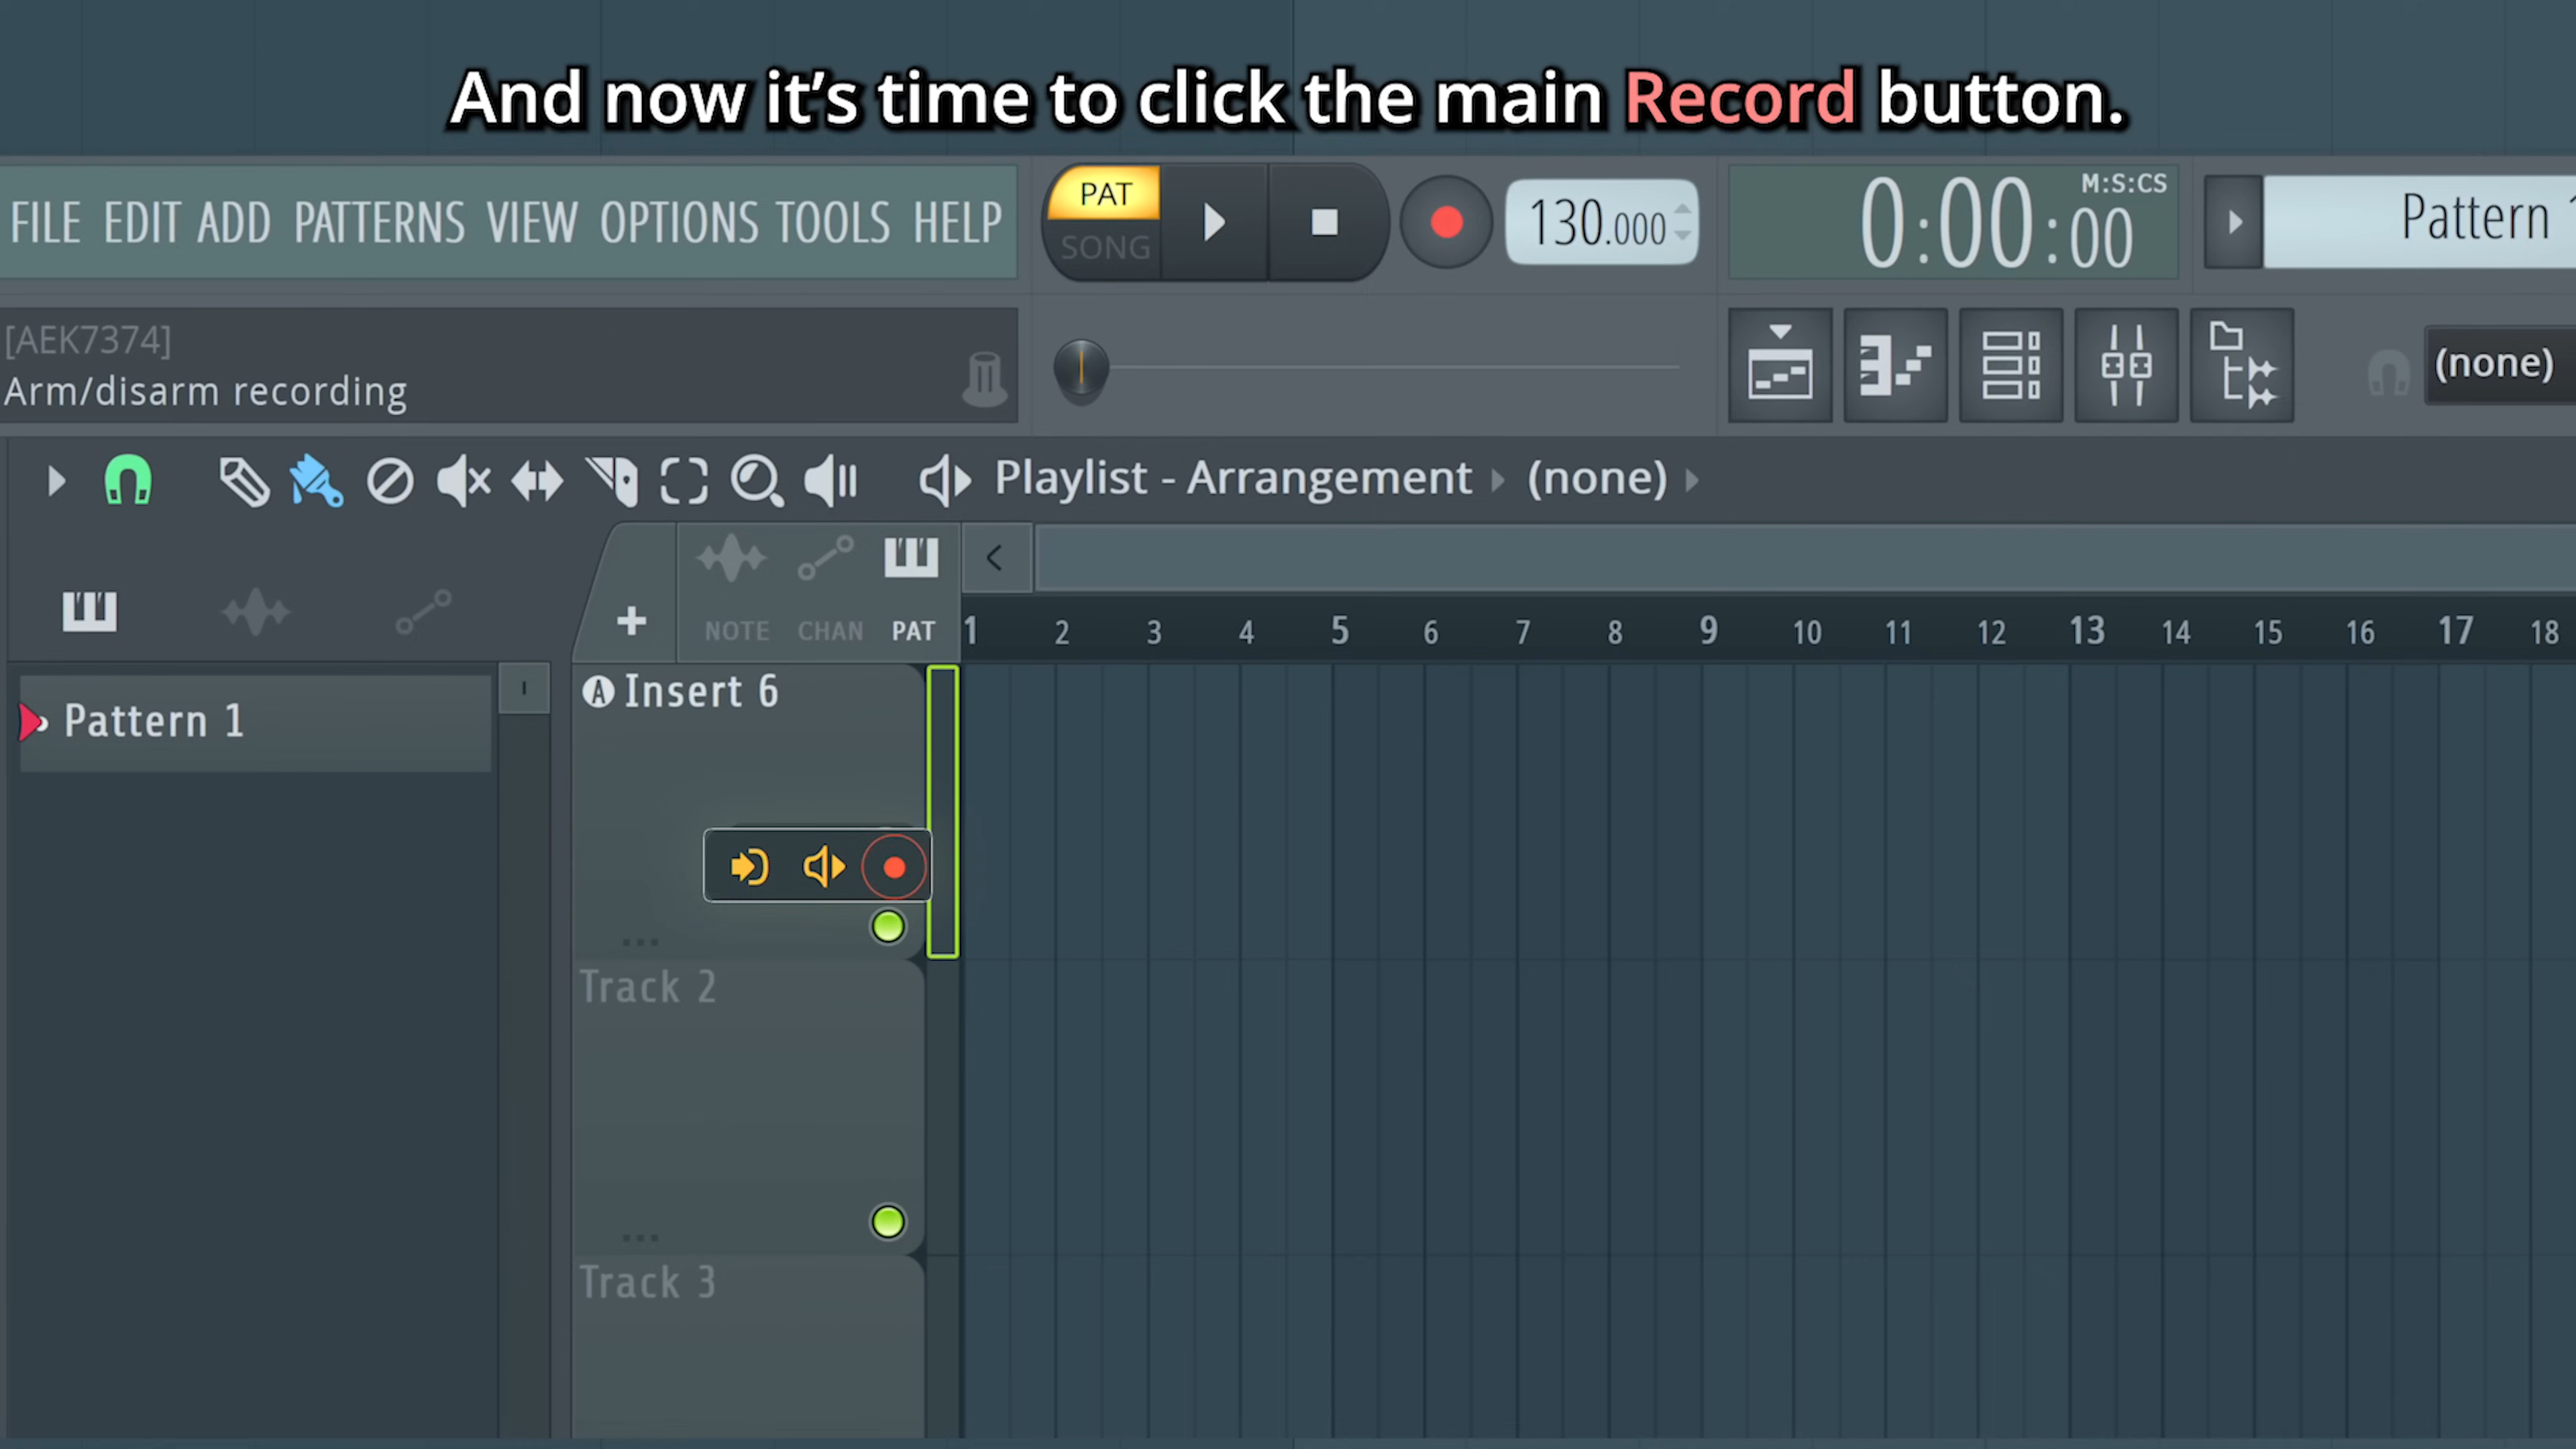 And now it's time to click the main Record button.
FILE EDIT ADD PATTERNS VIEW OPTIONS TOOLS HELP
PAT
SONG
130.000
0:00:00
M:S:CS
Pattern 1
[AEK7374]
Arm/disarm recording
(none)
Playlist - Arrangement (none)
NOTE CHAN PAT
1 2 3 4 5 6 7 8 9 10 11 12 13 14 15 16 17 18
Pattern 1
A Insert 6
Track 2
Track 3